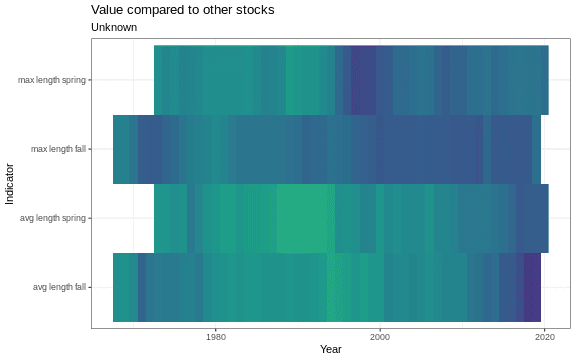 Value compared to other stocks
Unknown
max length spring
max length fall
avg length spring
avg length fall
Indicator
1980
2000
2020
Year